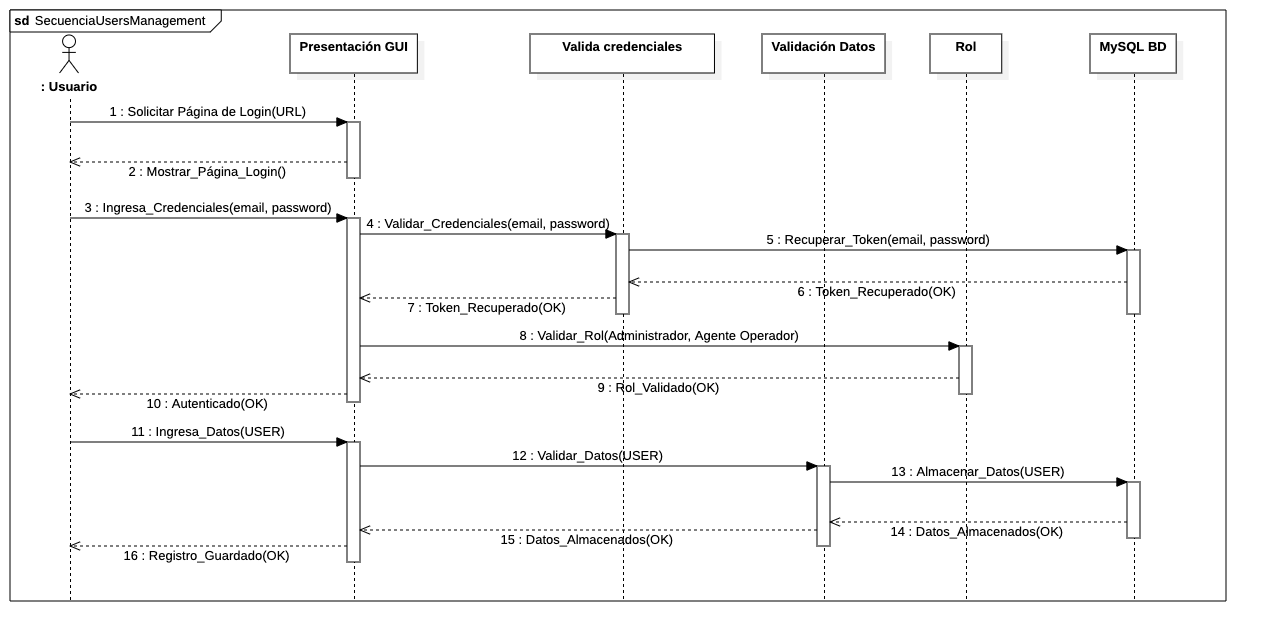 sd SecuenciaUsersManagement
Presentación GUI
Valida credenciales
Validación Datos
Rol
MySQL BD
: Usuario
1 : Solicitar Página de Login(URL)
2 : Mostrar_Página_Login()
3 : Ingresa_Credenciales(email, password)
4 : Validar_Credenciales(email, password)
5 : Recuperar_Token(email, password)
6 : Token_Recuperado(OK)
7 : Token_Recuperado(OK)
8 : Validar_Rol(Administrador, Agente Operador)
9 : Rol_Validado(OK)
10 : Autenticado(OK)
11 : Ingresa_Datos(USER)
12 : Validar_Datos(USER)
13 : Almacenar_Datos(USER)
14 : Datos_Almacenados(OK)
15 : Datos_Almacenados(OK)
16 : Registro_Guardado(OK)